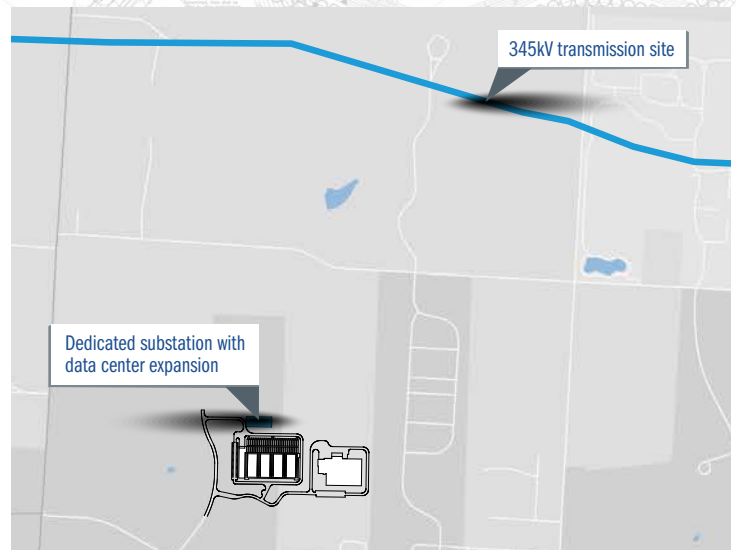 345kV transmission site
Dedicated substation with
data center expansion